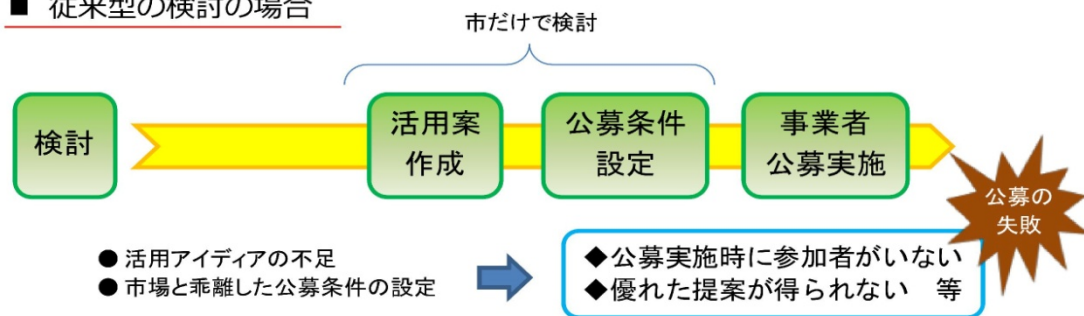 ■ 従来型の検討の場合
市だけで検討
検討
活用案
作成
公募条件
設定
事業者
公募実施
公募の
失敗
● 活用アイディアの不足
● 市場と乖離した公募条件の設定
◆公募実施時に参加者がいない
◆優れた提案が得られない　等